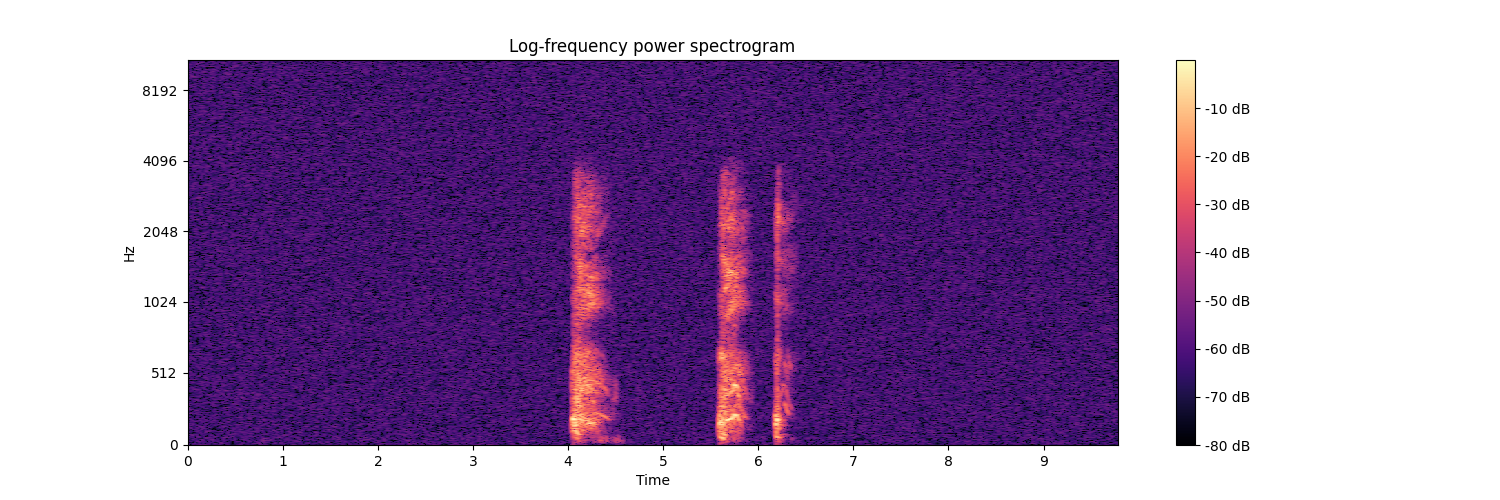 Log-frequency power spectrogram
Hz
8192
4096
2048
1024
512
0
0 1 2 3 4 5 6 7 8 9
Time
-10 dB
-20 dB
-30 dB
-40 dB
-50 dB
-60 dB
-70 dB
-80 dB